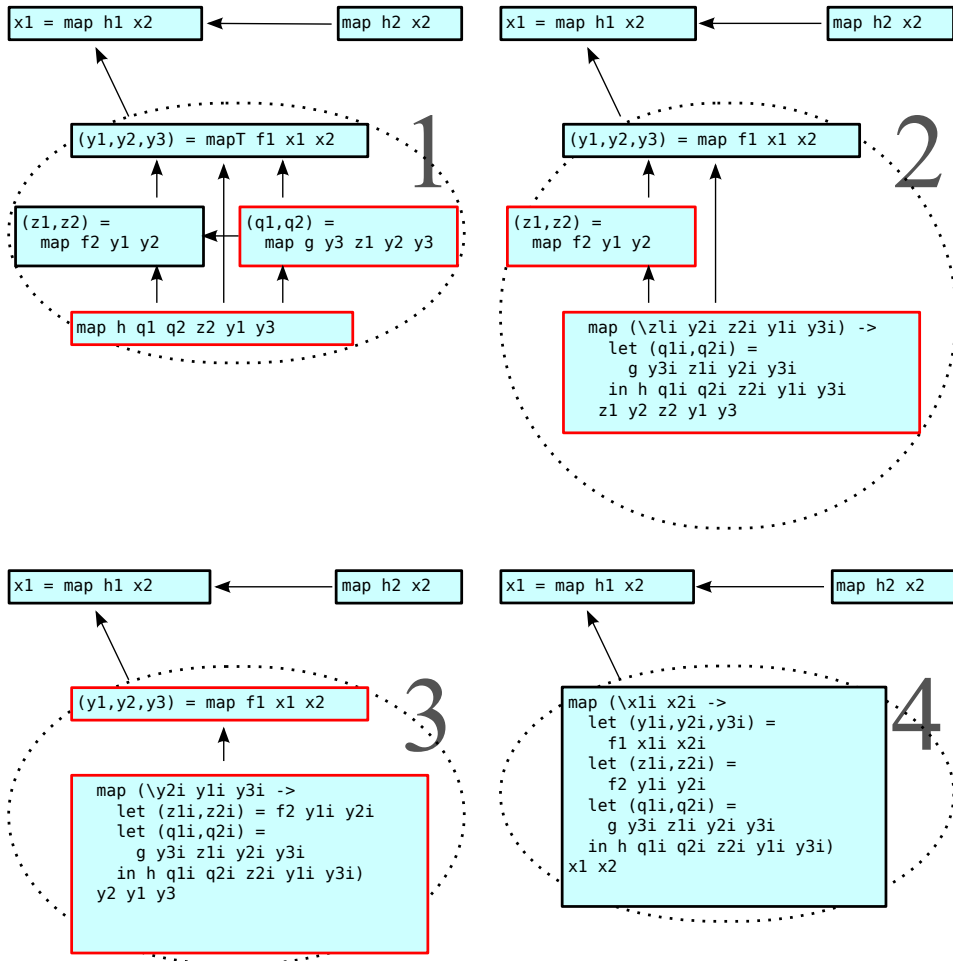 x1 = map h1 x2
map h2 x2
(y1,y2,y3) = mapT f1 x1 x2
1
(z1,z2) =
map f2 y1 y2
(q1,q2) =
map g y3 z1 y2 y3
map h q1 q2 z2 y1 y3
x1 = map h1 x2
map h2 x2
(y1,y2,y3) = map f1 x1 x2
2
(z1,z2) =
map f2 y1 y2
map (\zli y2i z2i y1i y3i) ->
let (q1i,q2i) =
g y3i z1i y2i y3i
in h q1i q2i z2i y1i y3i
z1 y2 z2 y1 y3
x1 = map h1 x2
map h2 x2
(y1,y2,y3) = map f1 x1 x2
3
map (\y2i y1i y3i ->
let (z1i,z2i) = f2 y1i y2i
let (q1i,q2i) =
g y3i z1i y2i y3i
in h q1i q2i z2i y1i y3i)
y2 y1 y3
x1 = map h1 x2
map h2 x2
4
map (\x1i x2i ->
let (y1i,y2i,y3i) =
f1 x1i x2i
let (z1i,z2i) =
f2 y1i y2i
let (q1i,q2i) =
g y3i z1i y2i y3i
in h q1i q2i z2i y1i y3i)
x1 x2